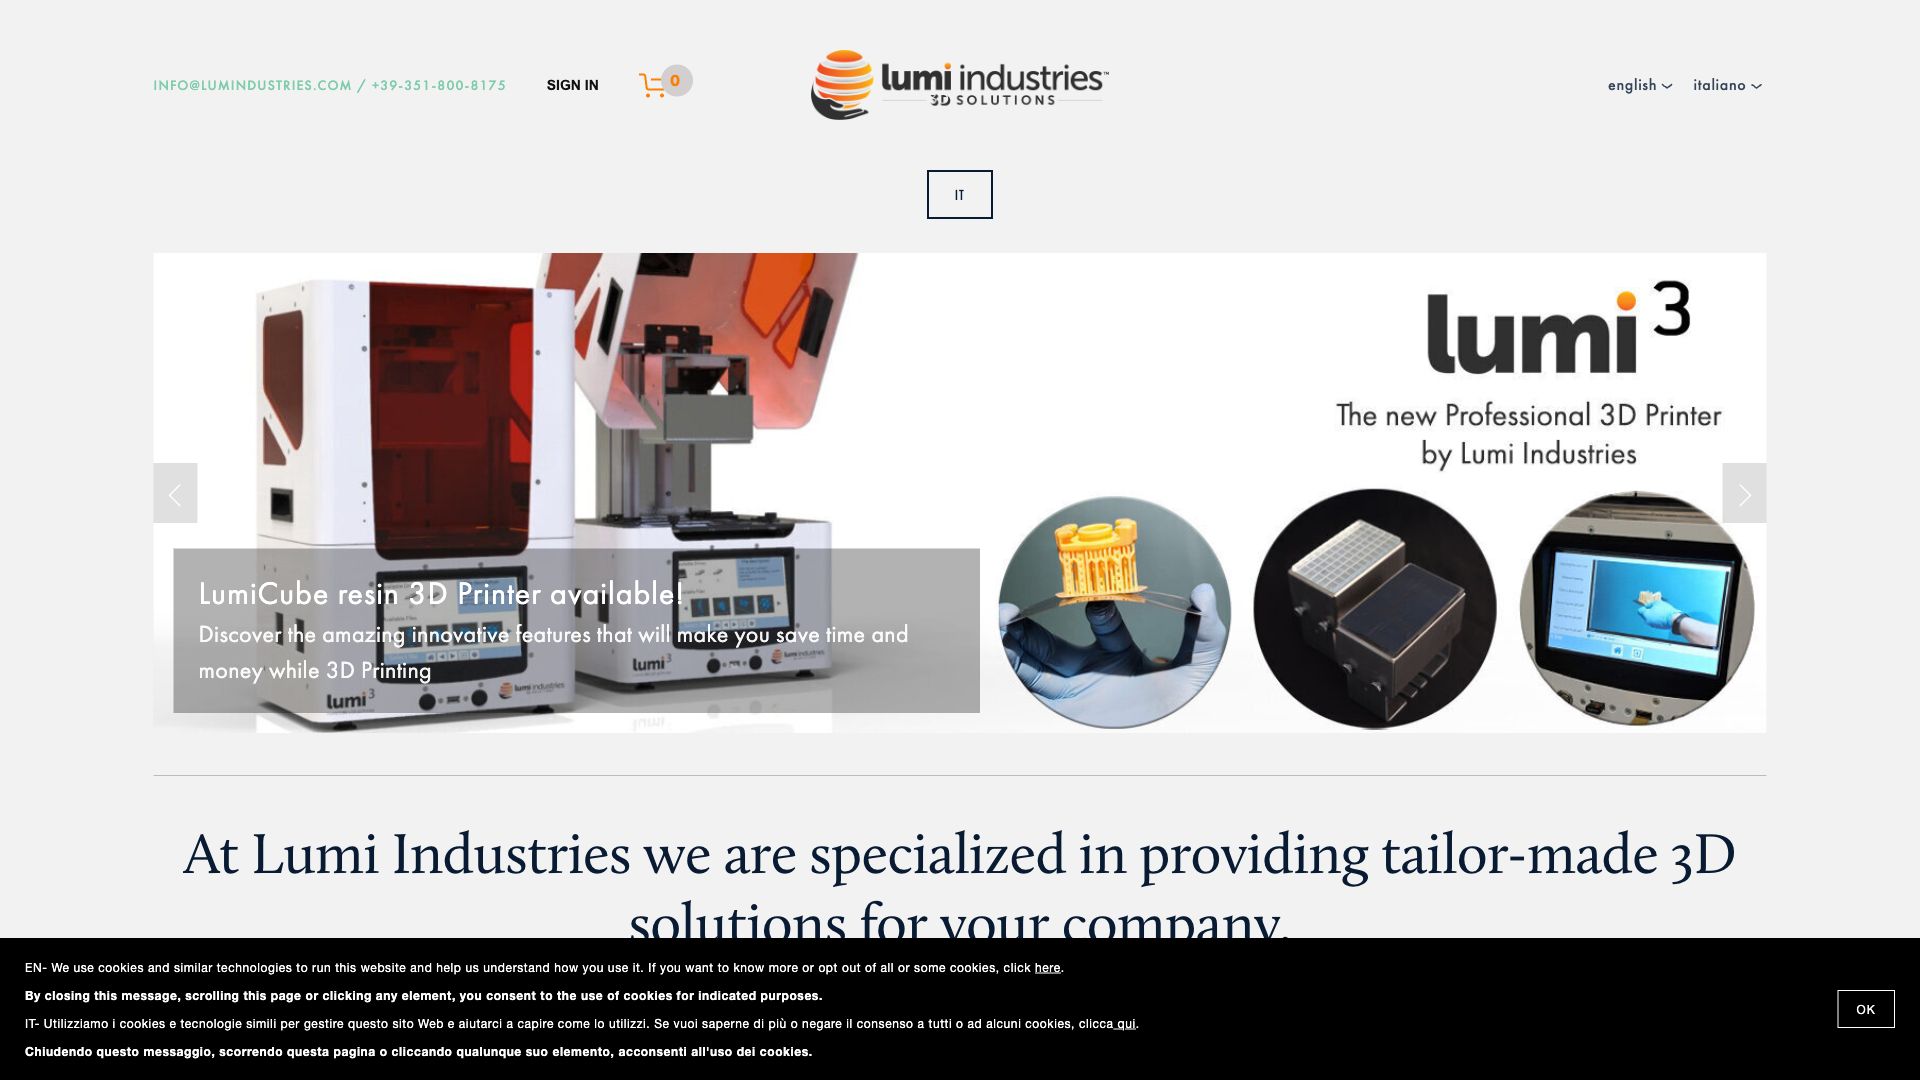 INFO@LUMINDUSTRIES.COM / +39-351-800-8175
SIGN IN
0
lumi industries™
3D SOLUTIONS
english
italiano
IT
lumi³
The new Professional 3D Printer
by Lumi Industries
LumiCube resin 3D Printer available!
Discover the amazing innovative features that will make you save time and
money while 3D Printing
lumi³
lumi industries
lumi³
lumi industries
At Lumi Industries we are specialized in providing tailor-made 3D
solutions for your company.
EN- We use cookies and similar technologies to run this website and help us understand how you use it. If you want to know more or opt out of all or some cookies, click here.
By closing this message, scrolling this page or clicking any element, you consent to the use of cookies for indicated purposes.
IT- Utilizziamo i cookies e tecnologie simili per gestire questo sito Web e aiutarci a capire come lo utilizzi. Se vuoi saperne di più o negare il consenso a tutti o ad alcuni cookies, clicca qui.
Chiudendo questo messaggio, scorrendo questa pagina o cliccando qualunque suo elemento, acconsenti all'uso dei cookies.
OK